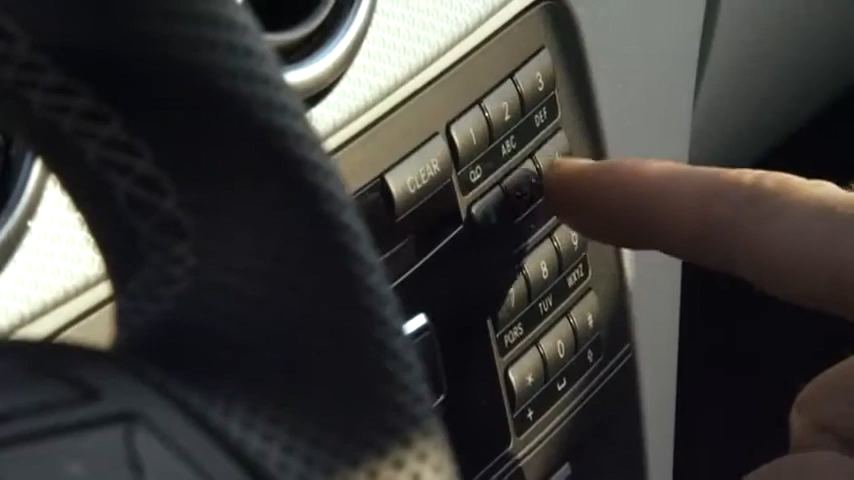 1 2 3
ABC DEF
CLEAR
7 8 9
PQRS TUV WXYZ
* 0 #
+